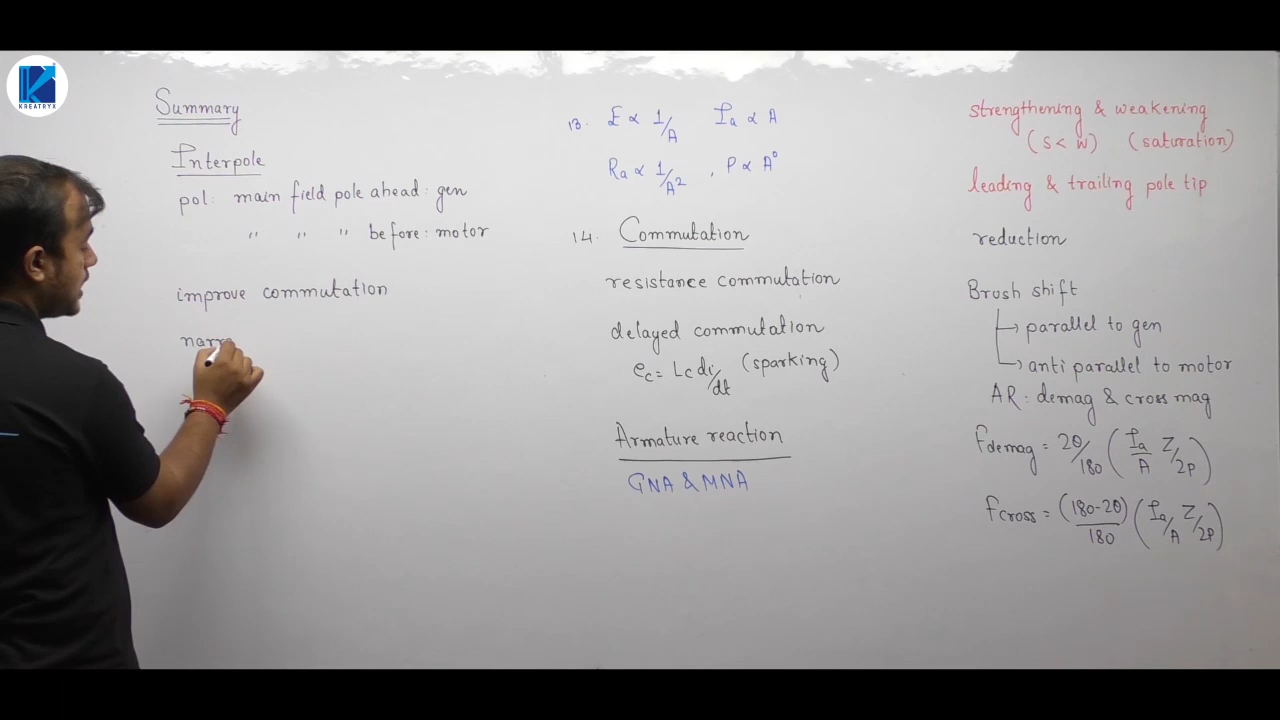 KREATRYX
Summary
Interpole
pol: main field pole ahead: gen
" " " before: motor
improve commutation
narr
13. E ∝ 1/A Ia ∝ A
Ra ∝ 1/A², P ∝ A⁰
14. Commutation
resistance commutation
delayed commutation
ec = Lc di/dt (sparking)
Armature reaction
GNA & MNA
strengthening & weakening
(S < W) (saturation)
leading & trailing pole tip
reduction
Brush shift
→ parallel to gen
→ anti parallel to motor
AR: demag & cross mag
Fdemag = 2θ/180 (Ia/A Z/2P)
Fcross = (180-2θ)/180 (Ia/A Z/2P)